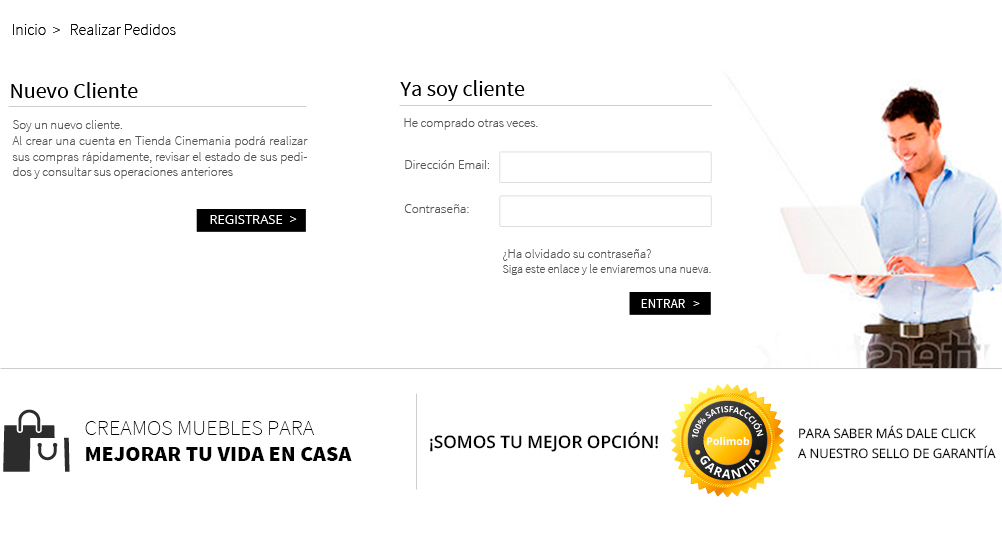 Inicio > Realizar Pedidos
Nuevo Cliente
Soy un nuevo cliente.
Al crear una cuenta en Tienda Cinemania podrá realizar
sus compras rápidamente, revisar el estado de sus pedi-
dos y consultar sus operaciones anteriores
REGISTRASE >
Ya soy cliente
He comprado otras veces.
Dirección Email:
Contraseña:
¿Ha olvidado su contraseña?
Siga este enlace y le enviaremos una nueva.
ENTRAR >
CREAMOS MUEBLES PARA
MEJORAR TU VIDA EN CASA
¡SOMOS TU MEJOR OPCIÓN!
100% SATISFACCCIÓN
Polimob
GARANTIA
PARA SABER MÁS DALE CLICK
A NUESTRO SELLO DE GARANTÍA